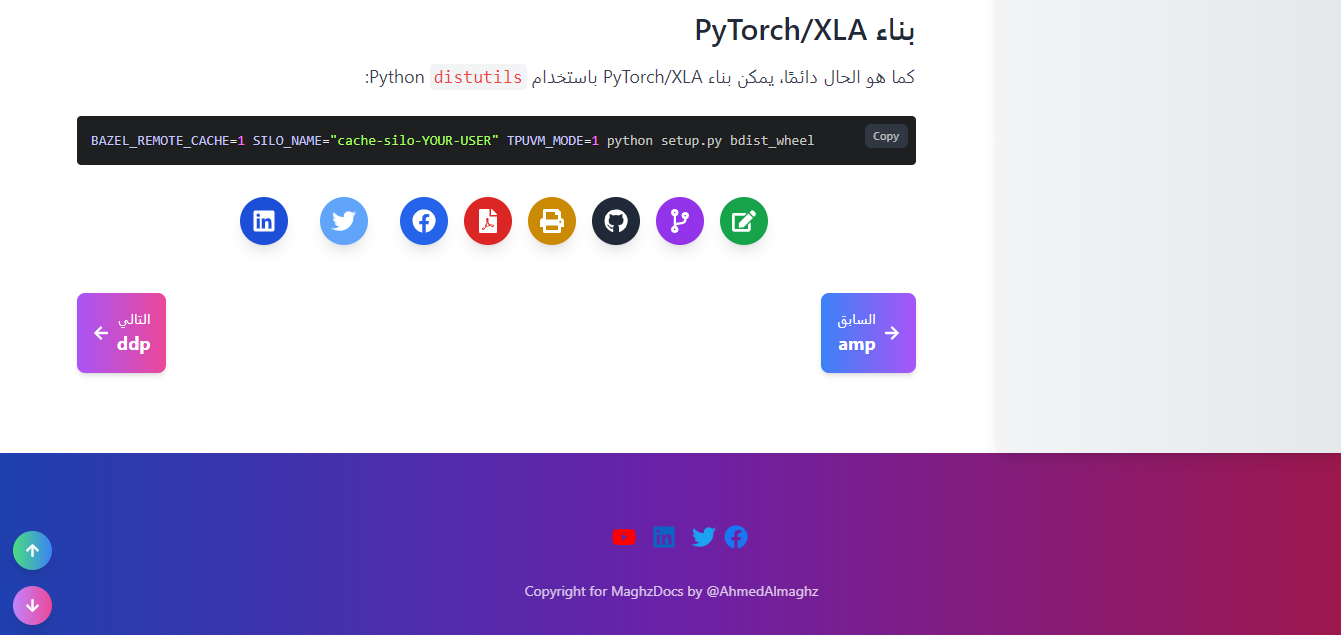 بناء PyTorch/XLA
كما هو الحال دائمًا، يمكن بناء PyTorch/XLA باستخدام Python distutils:
Copy
BAZEL_REMOTE_CACHE=1 SILO_NAME="cache-silo-YOUR-USER" TPUVM_MODE=1 python setup.py bdist_wheel
السابق
amp
التالي
ddp
Copyright for MaghzDocs by @AhmedAlmaghz